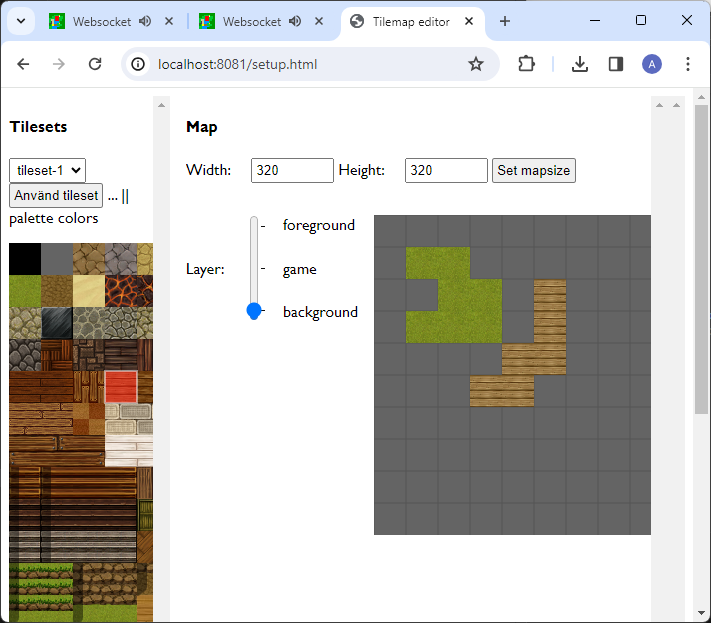 Websocket
Websocket
Tilemap editor
localhost:8081/setup.html
A
Tilesets
tileset-1
Använd tileset ... ||
palette colors
Map
Width: 320 Height: 320 Set mapsize
Layer:
- foreground
- game
- background